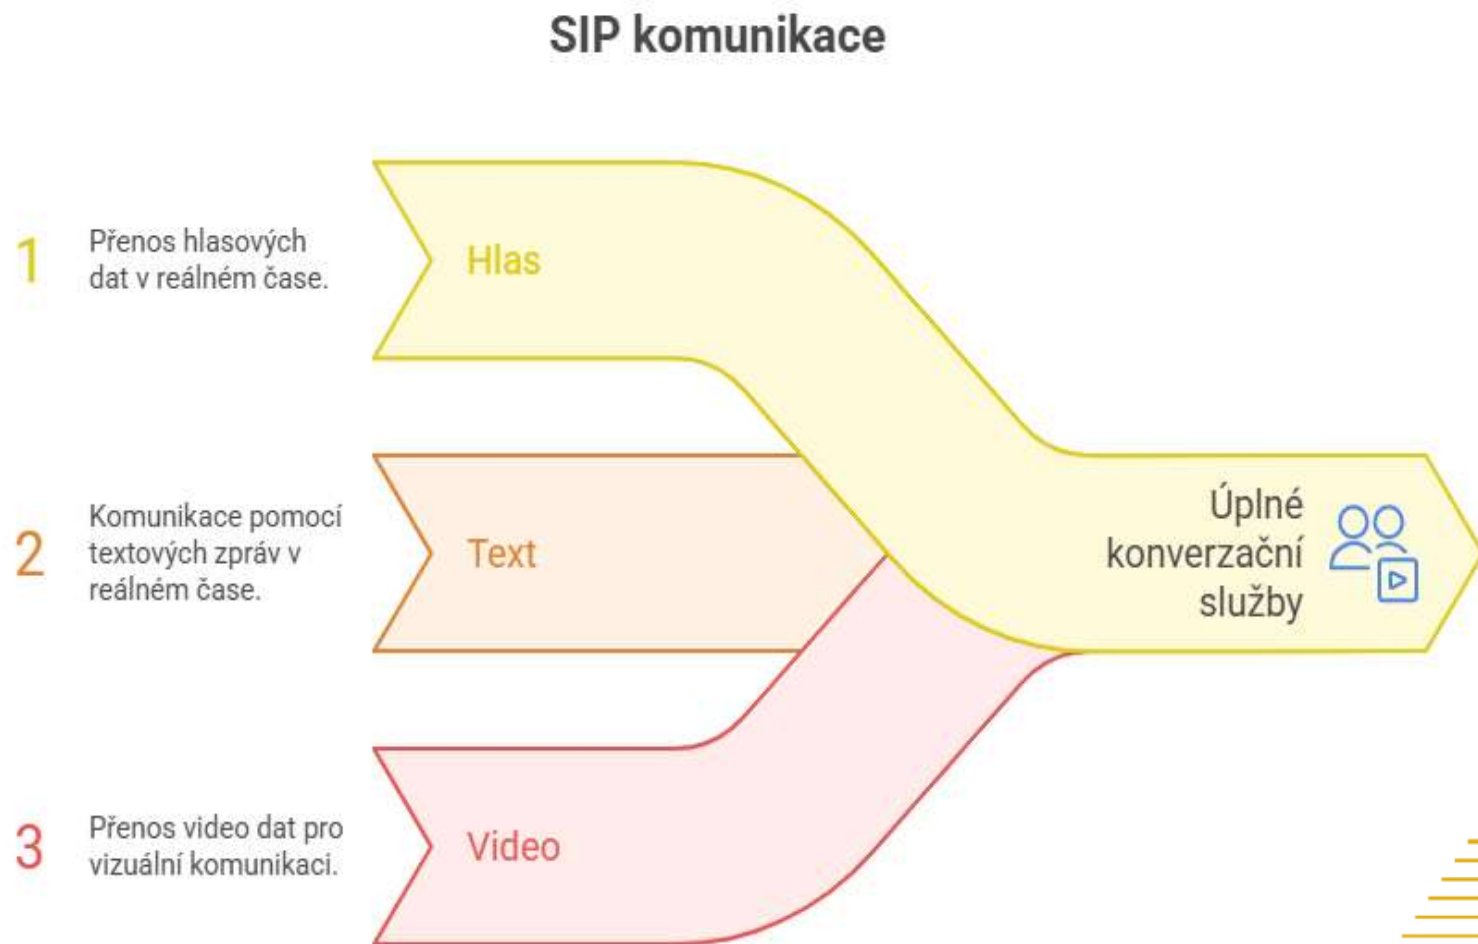 SIP komunikace
1
Přenos hlasových
dat v reálném čase.
Hlas
2
Komunikace pomocí
textových zpráv v
reálném čase.
Text
3
Přenos video dat pro
vizuální komunikaci.
Video
Úplné
konverzační
služby